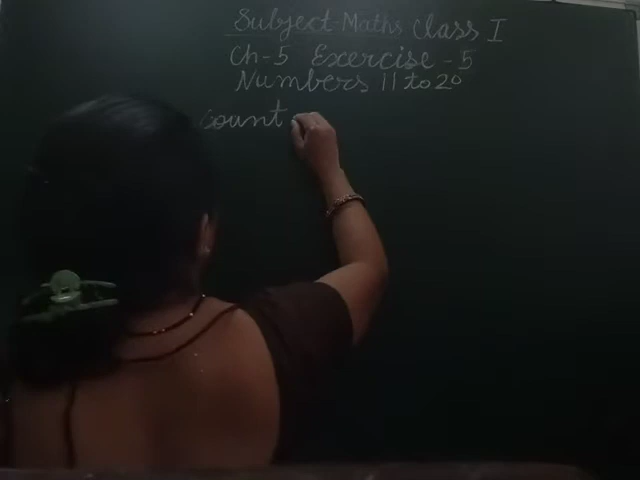 Subject-Maths Class I
Ch-5 Exercise - 5
Numbers 11 to 20
count